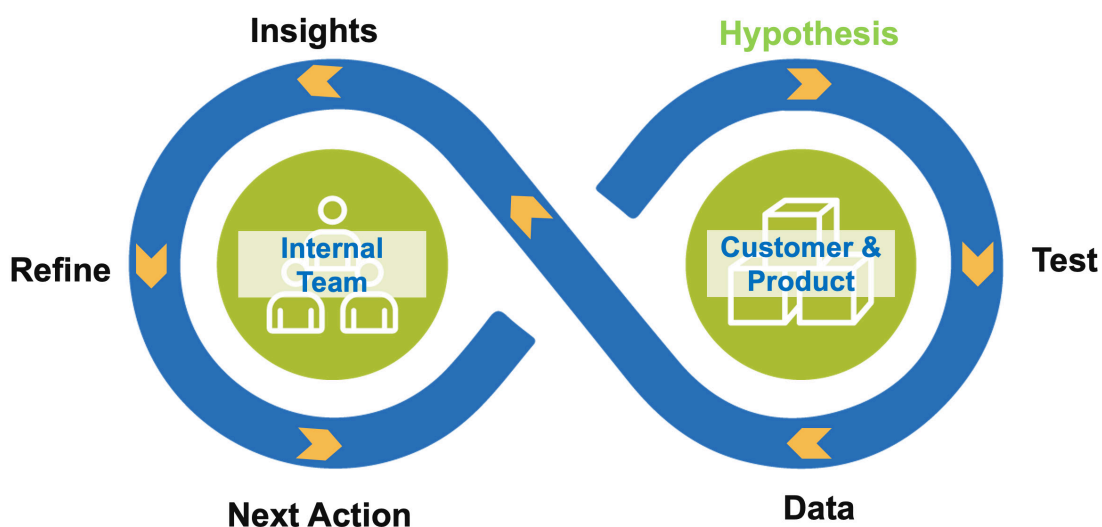 Insights
Hypothesis
Internal
Team
Customer &
Product
Refine
Test
Next Action
Data